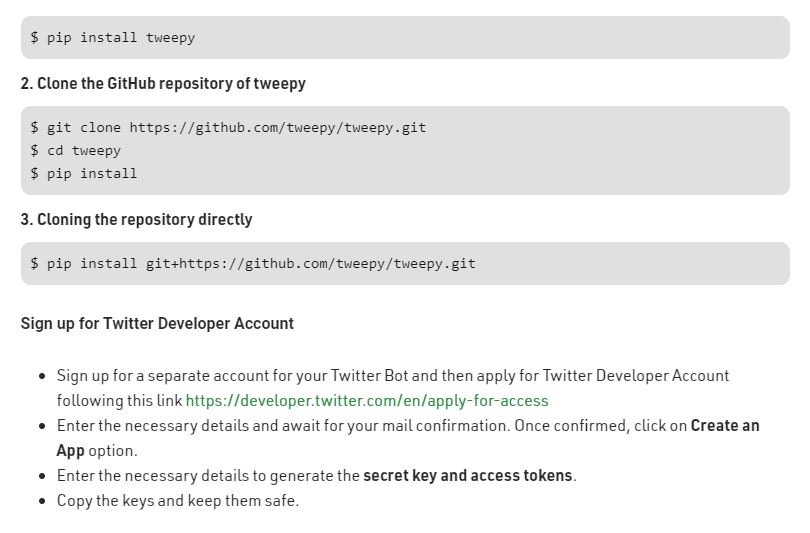 $ pip install tweepy
2. Clone the GitHub repository of tweepy
$ git clone https://github.com/tweepy/tweepy.git
$ cd tweepy
$ pip install
3. Cloning the repository directly
$ pip install git+https://github.com/tweepy/tweepy.git
Sign up for Twitter Developer Account
• Sign up for a separate account for your Twitter Bot and then apply for Twitter Developer Account
following this link https://developer.twitter.com/en/apply-for-access
• Enter the necessary details and await for your mail confirmation. Once confirmed, click on Create an
App option.
• Enter the necessary details to generate the secret key and access tokens.
• Copy the keys and keep them safe.